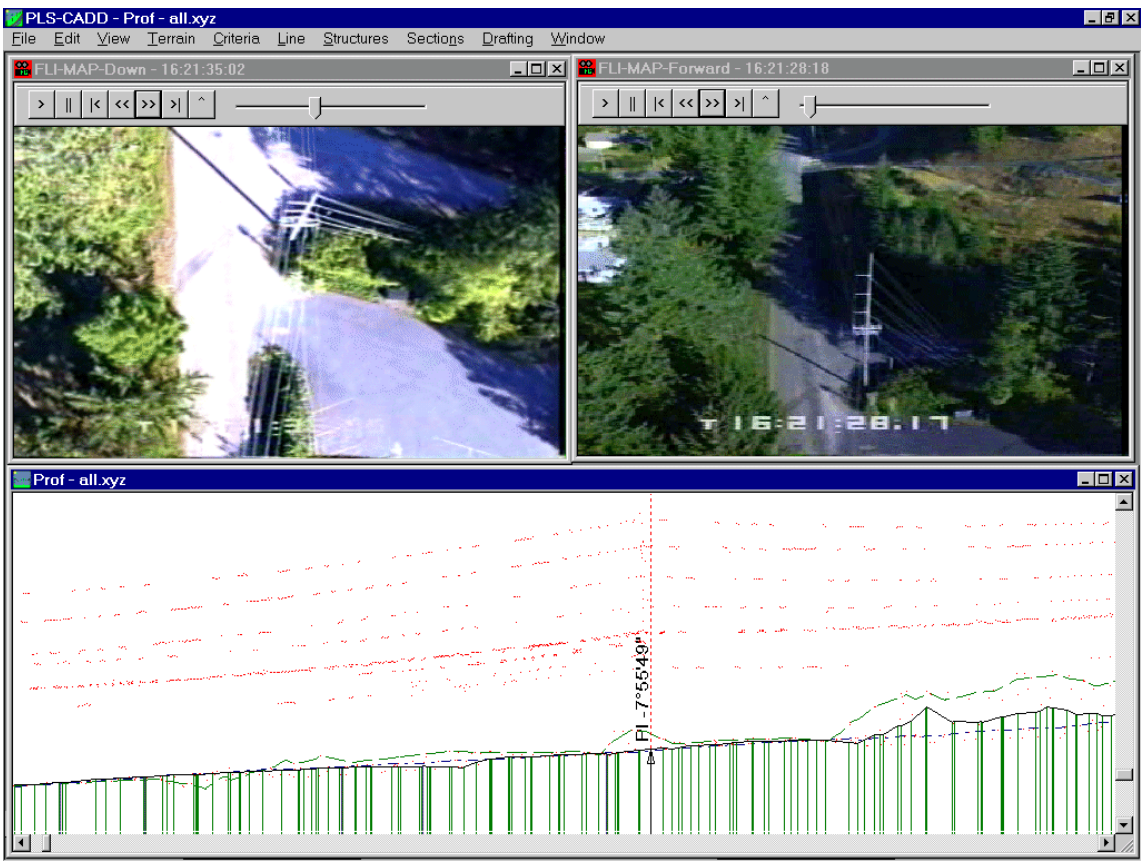 PLS-CADD - Prof - all.xyz
File Edit View Terrain Criteria Line Structures Sections Drafting Window
FLI-MAP-Down - 16:21:35:02
FLI-MAP-Forward - 16:21:28:18
> || |< << >> >| ^
> || |< << >> >| ^
T 16:21:28.17
Prof - all.xyz
PI -7°55'49"